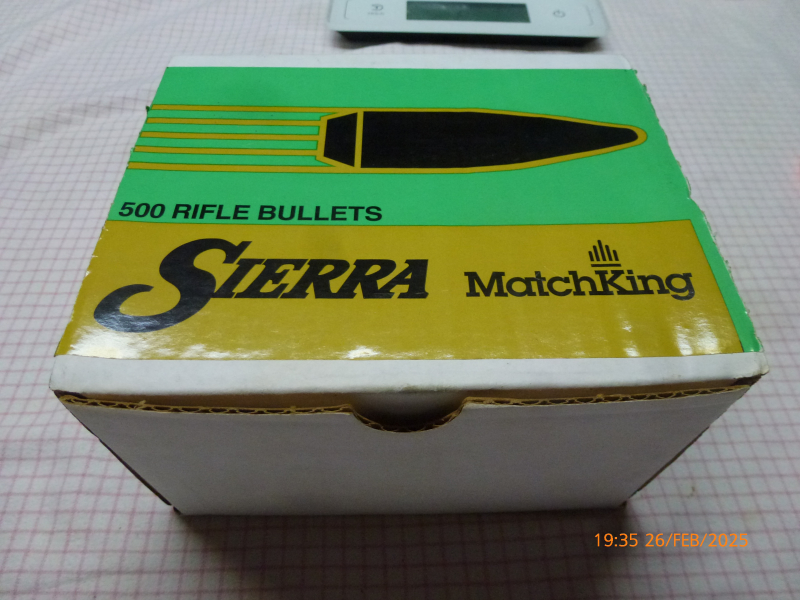 500 RIFLE BULLETS
SIERRA MatchKing
19:35 26/FEB/2025